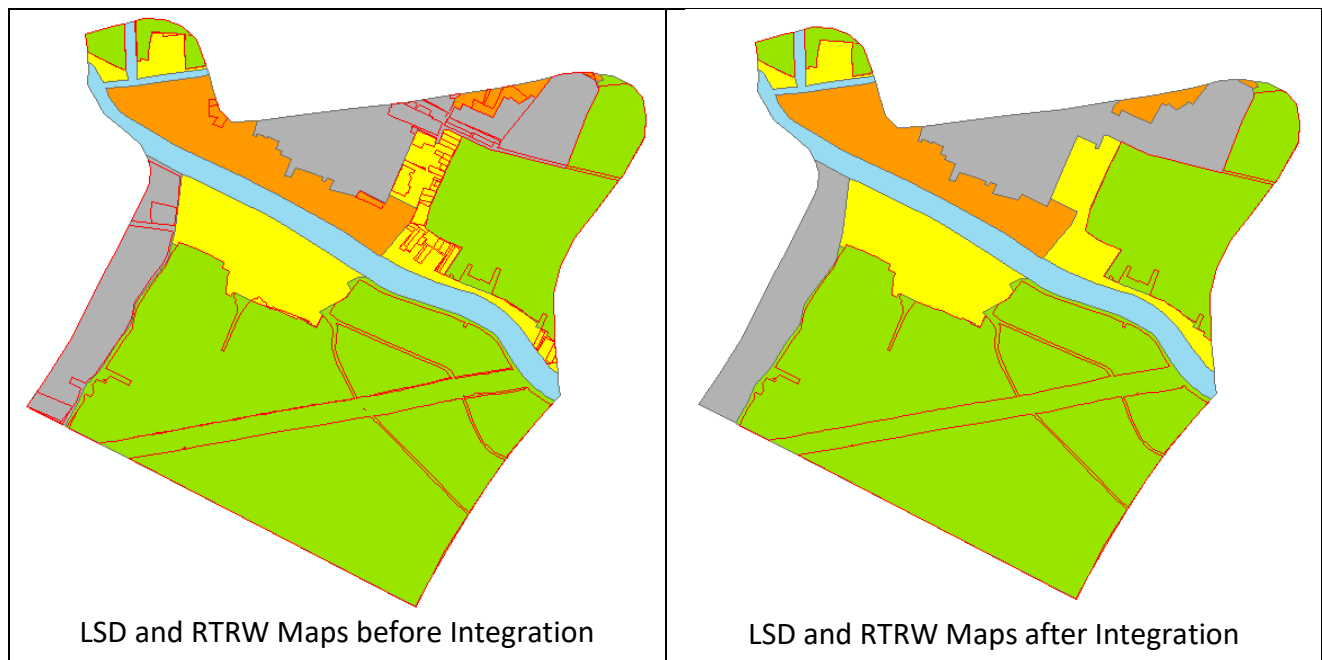 LSD and RTRW Maps before Integration
LSD and RTRW Maps after Integration